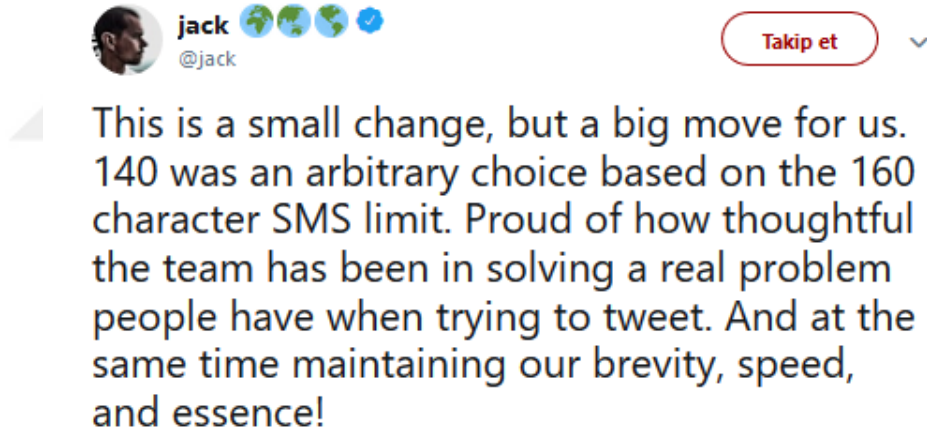 jack
@jack
Takip et
This is a small change, but a big move for us.
140 was an arbitrary choice based on the 160
character SMS limit. Proud of how thoughtful
the team has been in solving a real problem
people have when trying to tweet. And at the
same time maintaining our brevity, speed,
and essence!